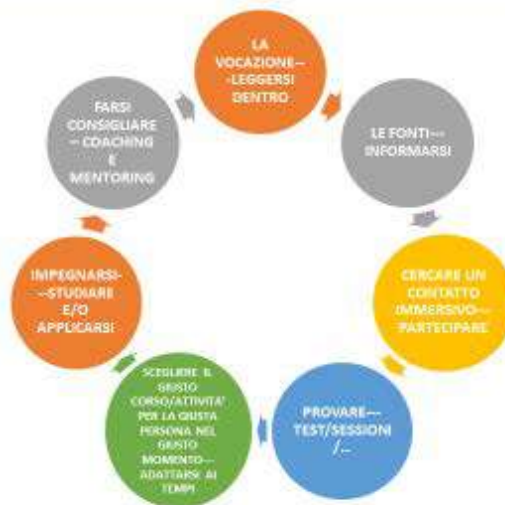 LA
VOCAZIONE--
-LEGGERSI
DENTRO
LE FONTI---
INFORMARSI
CERCARE UN
CONTATTO
IMMERSIVO---
PARTECIPARE
PROVARE---
TEST/SESSIONI
/...
SCEGLIERE IL
GIUSTO
CORSO/ATTIVITA'
PER LA GIUSTA
PERSONA NEL
GIUSTO
MOMENTO---
ADATTARSI AI
TEMPI
IMPEGNARSI-
--STUDIARE
E/O
APPLICARSI
FARSI
CONSIGLIARE
-- COACHING
E
MENTORING